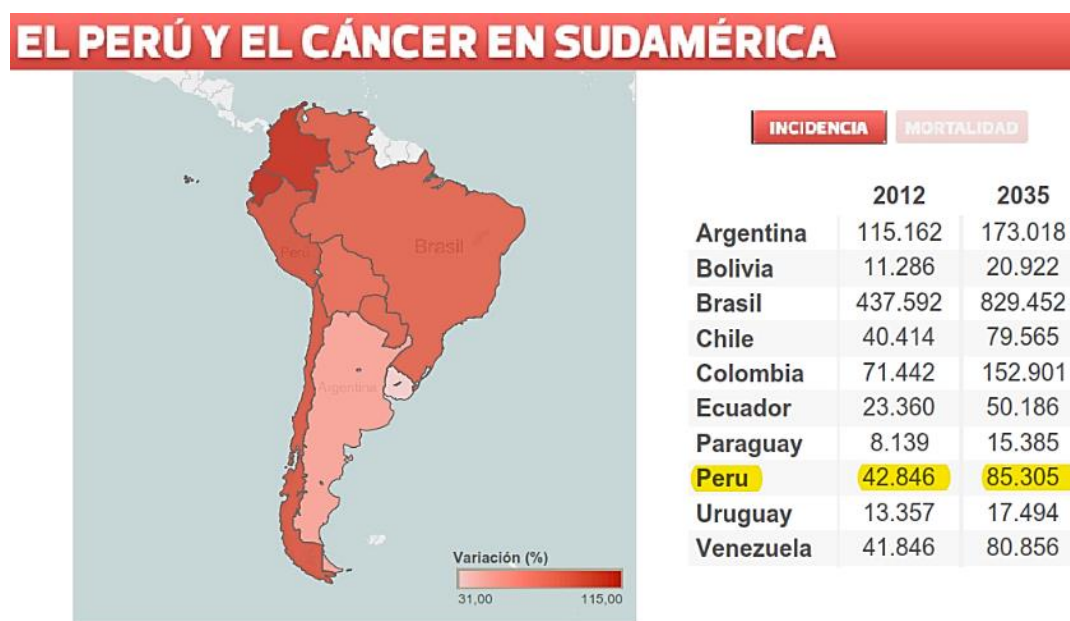 EL PERÚ Y EL CÁNCER EN SUDAMÉRICA
INCIDENCIA MORTALIDAD
2012 2035
Argentina 115.162 173.018
Bolivia 11.286 20.922
Brasil 437.592 829.452
Chile 40.414 79.565
Colombia 71.442 152.901
Ecuador 23.360 50.186
Paraguay 8.139 15.385
Peru 42.846 85.305
Uruguay 13.357 17.494
Venezuela 41.846 80.856
Perú
Brasil
Argentina
Variación (%)
31,00 115,00